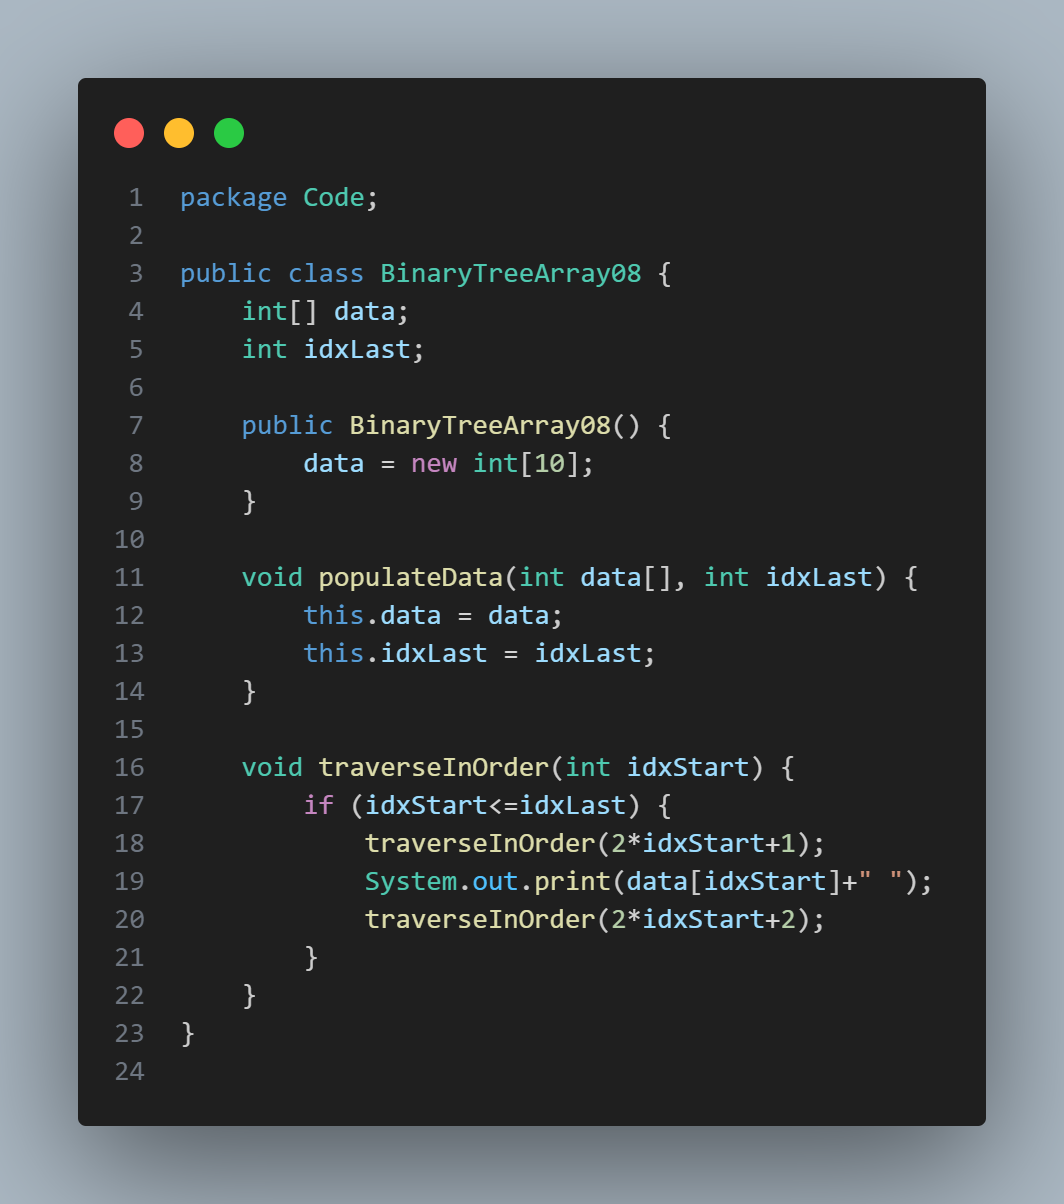 1 package Code;
2
3 public class BinaryTreeArray08 {
4     int[] data;
5     int idxLast;
6
7     public BinaryTreeArray08() {
8         data = new int[10];
9     }
10
11     void populateData(int data[], int idxLast) {
12         this.data = data;
13         this.idxLast = idxLast;
14     }
15
16     void traverseInOrder(int idxStart) {
17         if (idxStart<=idxLast) {
18             traverseInOrder(2*idxStart+1);
19             System.out.print(data[idxStart]+" ");
20             traverseInOrder(2*idxStart+2);
21         }
22     }
23 }
24